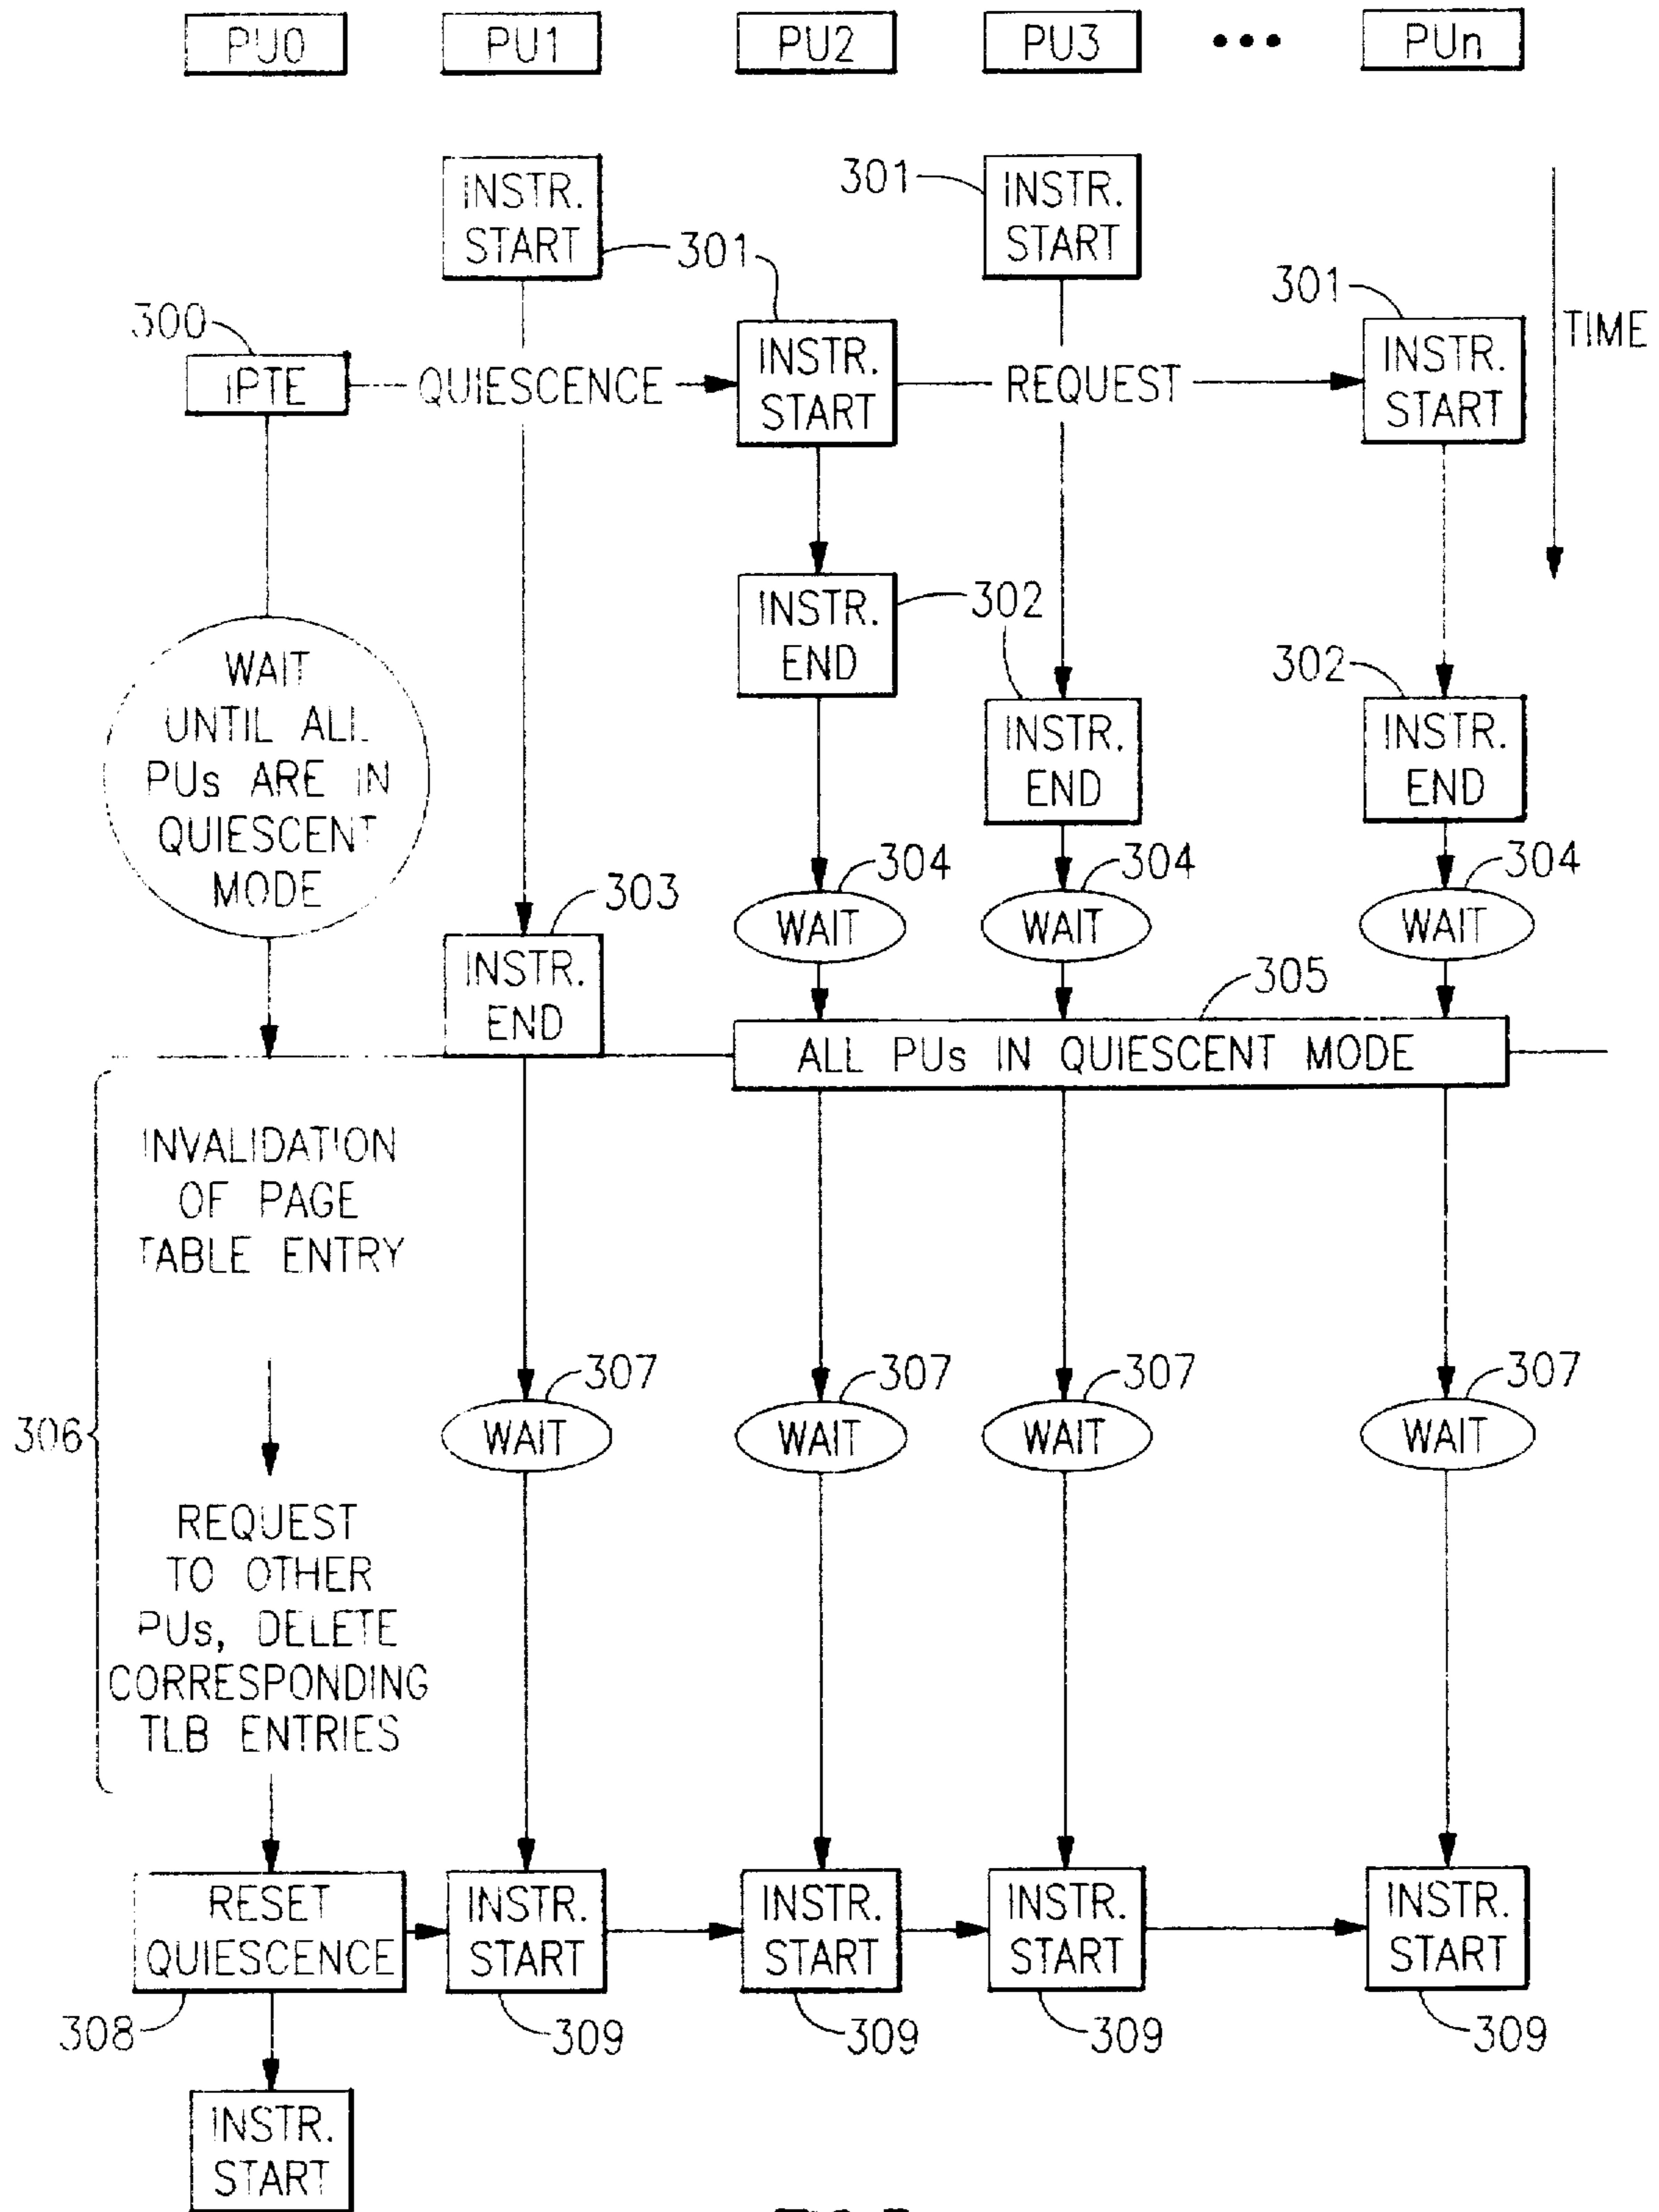 PU0 PU1 PU2 PU3 ••• PUn
INSTR.
START
301
301
INSTR.
START
301
301
TIME
300
IPTE
QUIESCENCE
INSTR.
START
REQUEST
INSTR.
START
INSTR.
END
302
302
WAIT
UNTIL ALL
PUs ARE IN
QUIESCENT
MODE
INSTR.
END
INSTR.
END
303
304
304
304
INSTR.
END
WAIT
WAIT
WAIT
305
ALL PUs IN QUIESCENT MODE
INVALIDATION
OF PAGE
TABLE ENTRY
306
307
307
307
307
WAIT
WAIT
WAIT
WAIT
REQUEST
TO OTHER
PUs, DELETE
CORRESPONDING
TLB ENTRIES
RESET
QUIESCENCE
INSTR.
START
INSTR.
START
INSTR.
START
INSTR.
START
308
309
309
309
309
INSTR.
START